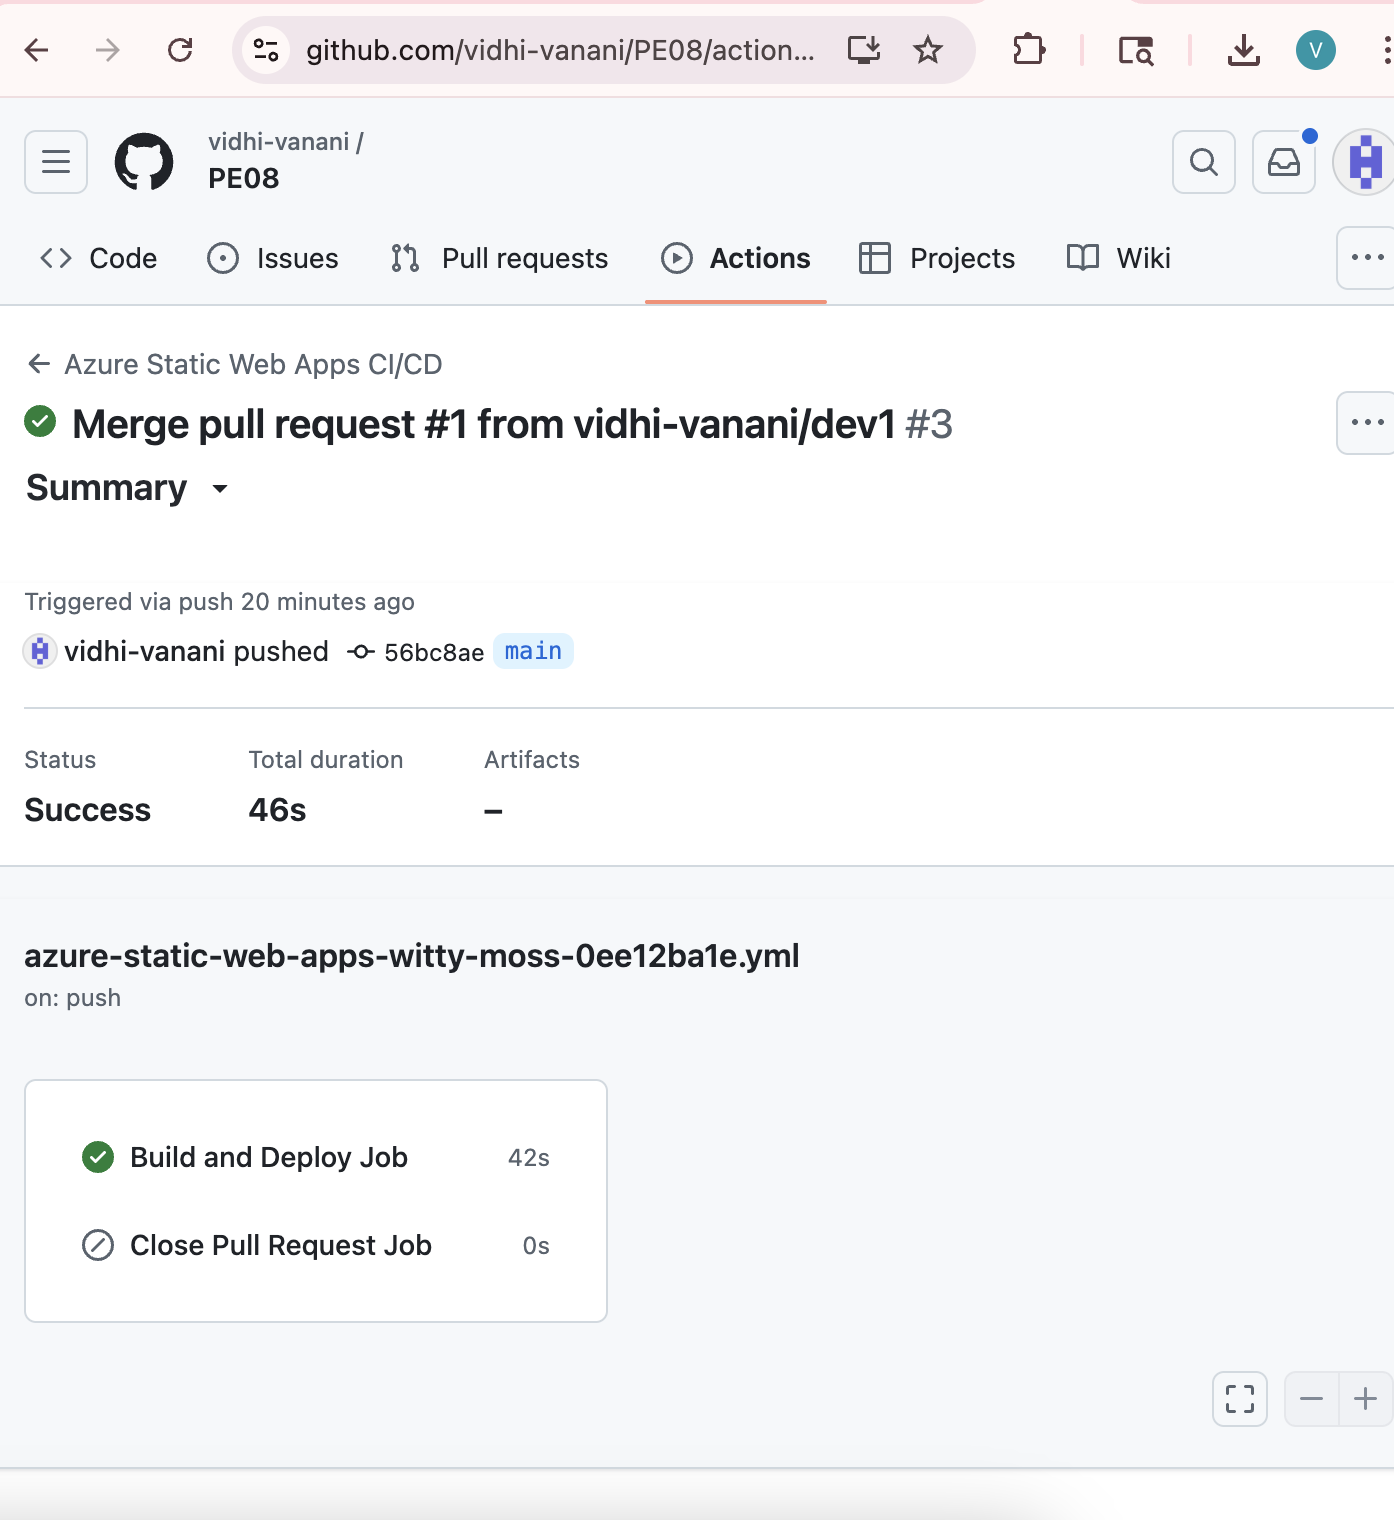 github.com/vidhi-vanani/PE08/action...
V
vidhi-vanani /
PE08
Code
Issues
Pull requests
Actions
Projects
Wiki
Azure Static Web Apps CI/CD
Merge pull request #1 from vidhi-vanani/dev1 #3
Summary
Triggered via push 20 minutes ago
vidhi-vanani pushed 56bc8ae main
Status Total duration Artifacts
Success 46s –
azure-static-web-apps-witty-moss-0ee12ba1e.yml
on: push
Build and Deploy Job 42s
Close Pull Request Job 0s